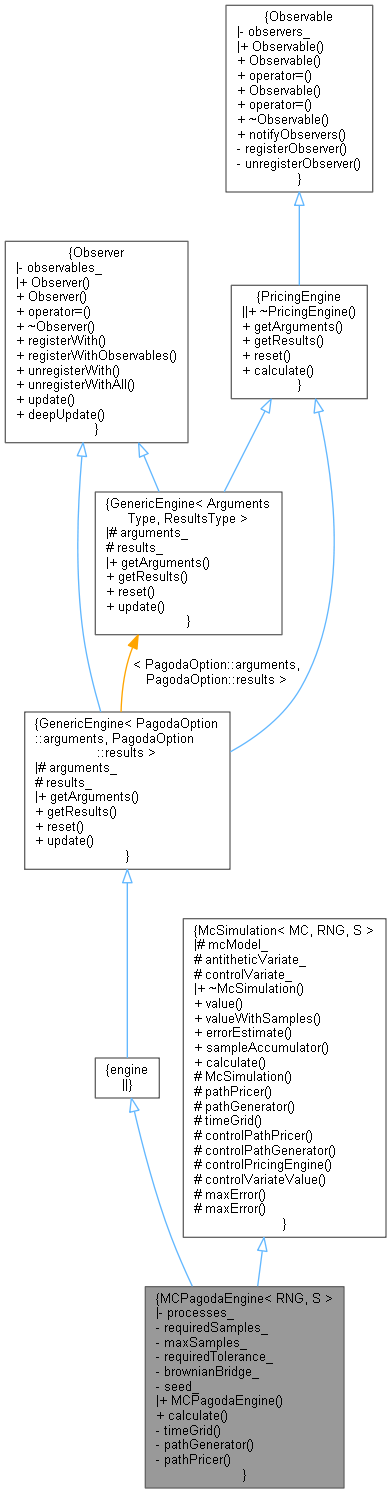 {Observable
|- observers_
|+ Observable()
+ Observable()
+ operator=()
+ Observable()
+ operator=()
+ ~Observable()
+ notifyObservers()
- registerObserver()
- unregisterObserver()
}
{Observer
|- observables_
|+ Observer()
+ Observer()
+ operator=()
+ ~Observer()
+ registerWith()
+ registerWithObservables()
+ unregisterWith()
+ unregisterWithAll()
+ update()
+ deepUpdate()
}
{PricingEngine
||+ ~PricingEngine()
+ getArguments()
+ getResults()
+ reset()
+ calculate()
}
{GenericEngine< Arguments
Type, ResultsType >
|# arguments_
# results_
|+ getArguments()
+ getResults()
+ reset()
+ update()
}
< PagodaOption::arguments,
PagodaOption::results >
{GenericEngine< PagodaOption
::arguments, PagodaOption
::results >
|# arguments_
# results_
|+ getArguments()
+ getResults()
+ reset()
+ update()
}
{McSimulation< MC, RNG, S >
|# mcModel_
# antitheticVariate_
# controlVariate_
|+ ~McSimulation()
+ value()
+ valueWithSamples()
+ errorEstimate()
+ sampleAccumulator()
+ calculate()
# McSimulation()
# pathPricer()
# pathGenerator()
# timeGrid()
# controlPathPricer()
# controlPathGenerator()
# controlPricingEngine()
# controlVariateValue()
# maxError()
# maxError()
}
{engine
||}
{MCPagodaEngine< RNG, S >
|- processes_
- requiredSamples_
- maxSamples_
- requiredTolerance_
- brownianBridge_
- seed_
|+ MCPagodaEngine()
+ calculate()
- timeGrid()
- pathGenerator()
- pathPricer()
}